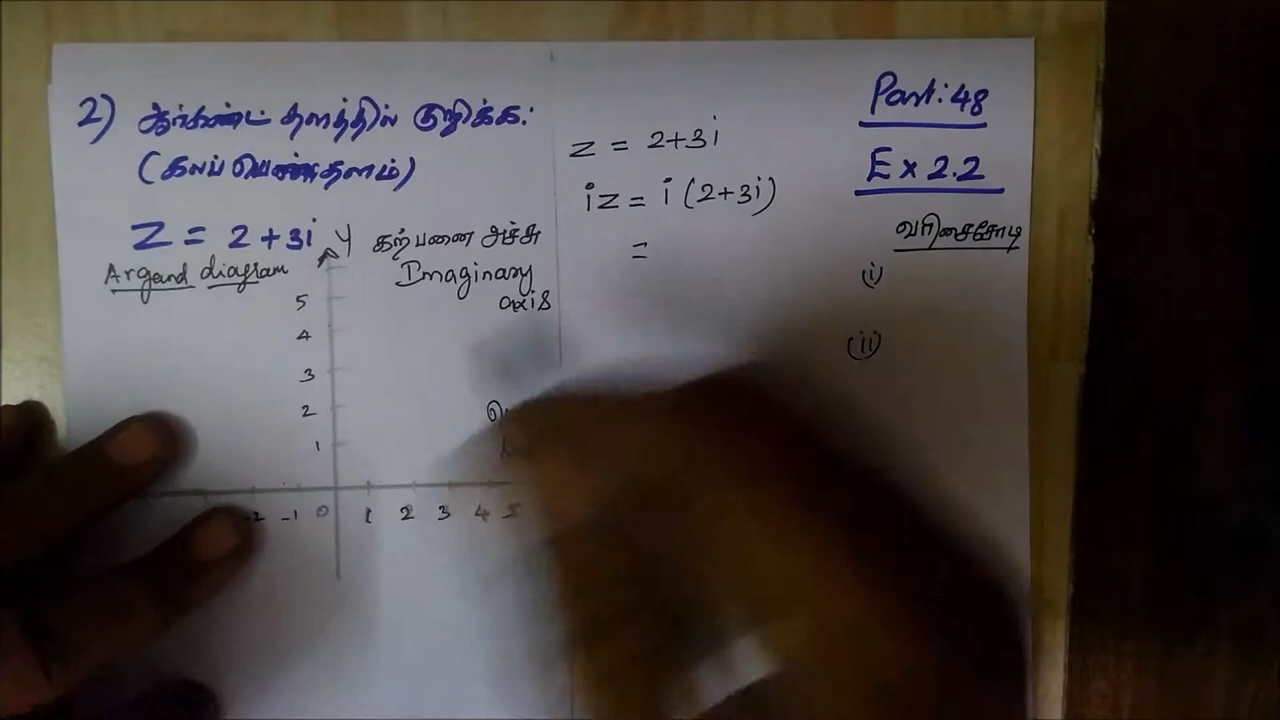 2) ஆர்கண்ட் தளத்தில் குறிக்க:
(கலப்பெண் தளம்)
z = 2+3i
Argand diagram
y
கற்பனை அச்சு
Imaginary
axis
5
4
3
2
1
-2 -1 0 1 2 3 4 5
z = 2+3i
iz = i (2+3i)
=
Part: 48
Ex 2.2
வரிசைசோடி
(i)
(ii)